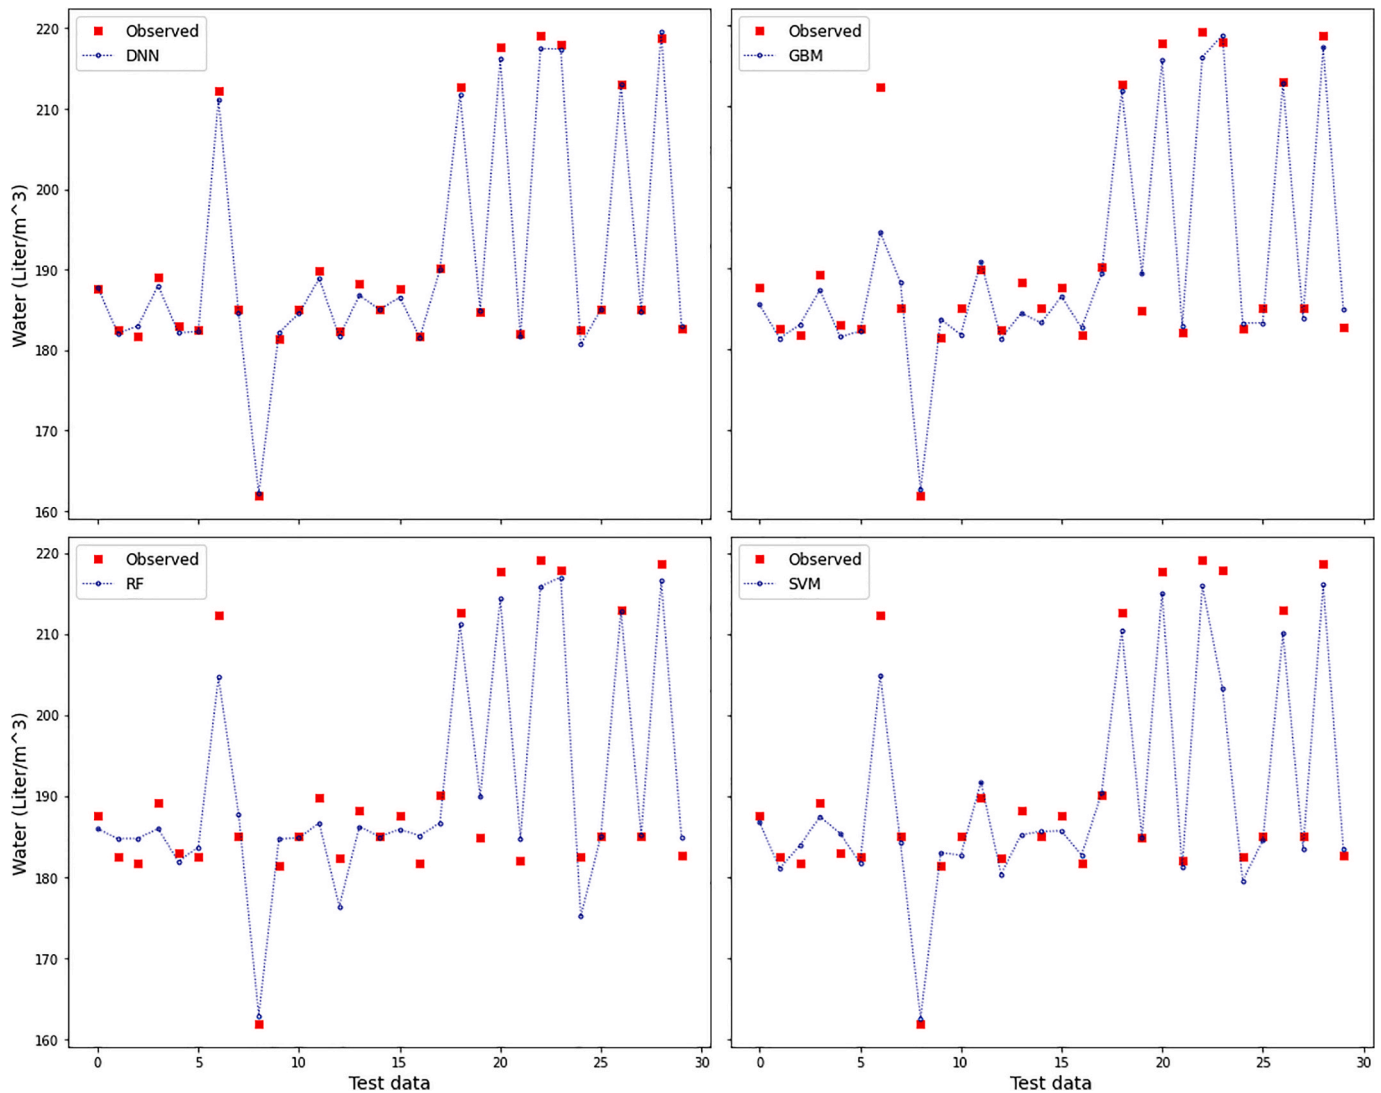 Observed
DNN
Observed
GBM
220
210
200
190
180
170
160
Water (Liter/m^3)
Observed
RF
Observed
SVM
220
210
200
190
180
170
160
Water (Liter/m^3)
0 5 10 15 20 25 30
0 5 10 15 20 25 30
Test data
Test data